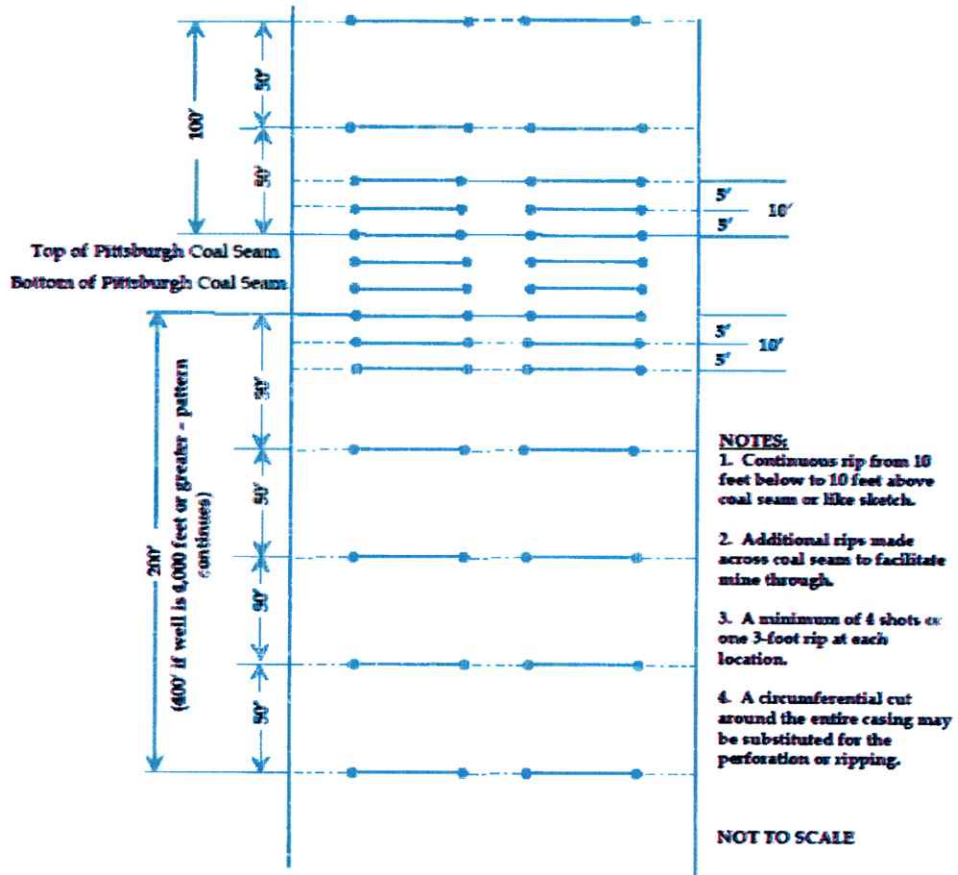 50'
100'
50'
5'
10'
5'
Top of Pittsburgh Coal Seam
Bottom of Pittsburgh Coal Seam
5'
10'
5'
50'
200'
(400' if well is 4,000 feet or greater - pattern
continues)
50'
50'
50'
NOTES:
1. Continuous rip from 10
feet below to 10 feet above
coal seam or like sketch.
2. Additional rips made
across coal seam to facilitate
mine through.
3. A minimum of 4 shots or
one 3-foot rip at each
location.
4. A circumferential cut
around the entire casing may
be substituted for the
perforation or ripping.
NOT TO SCALE